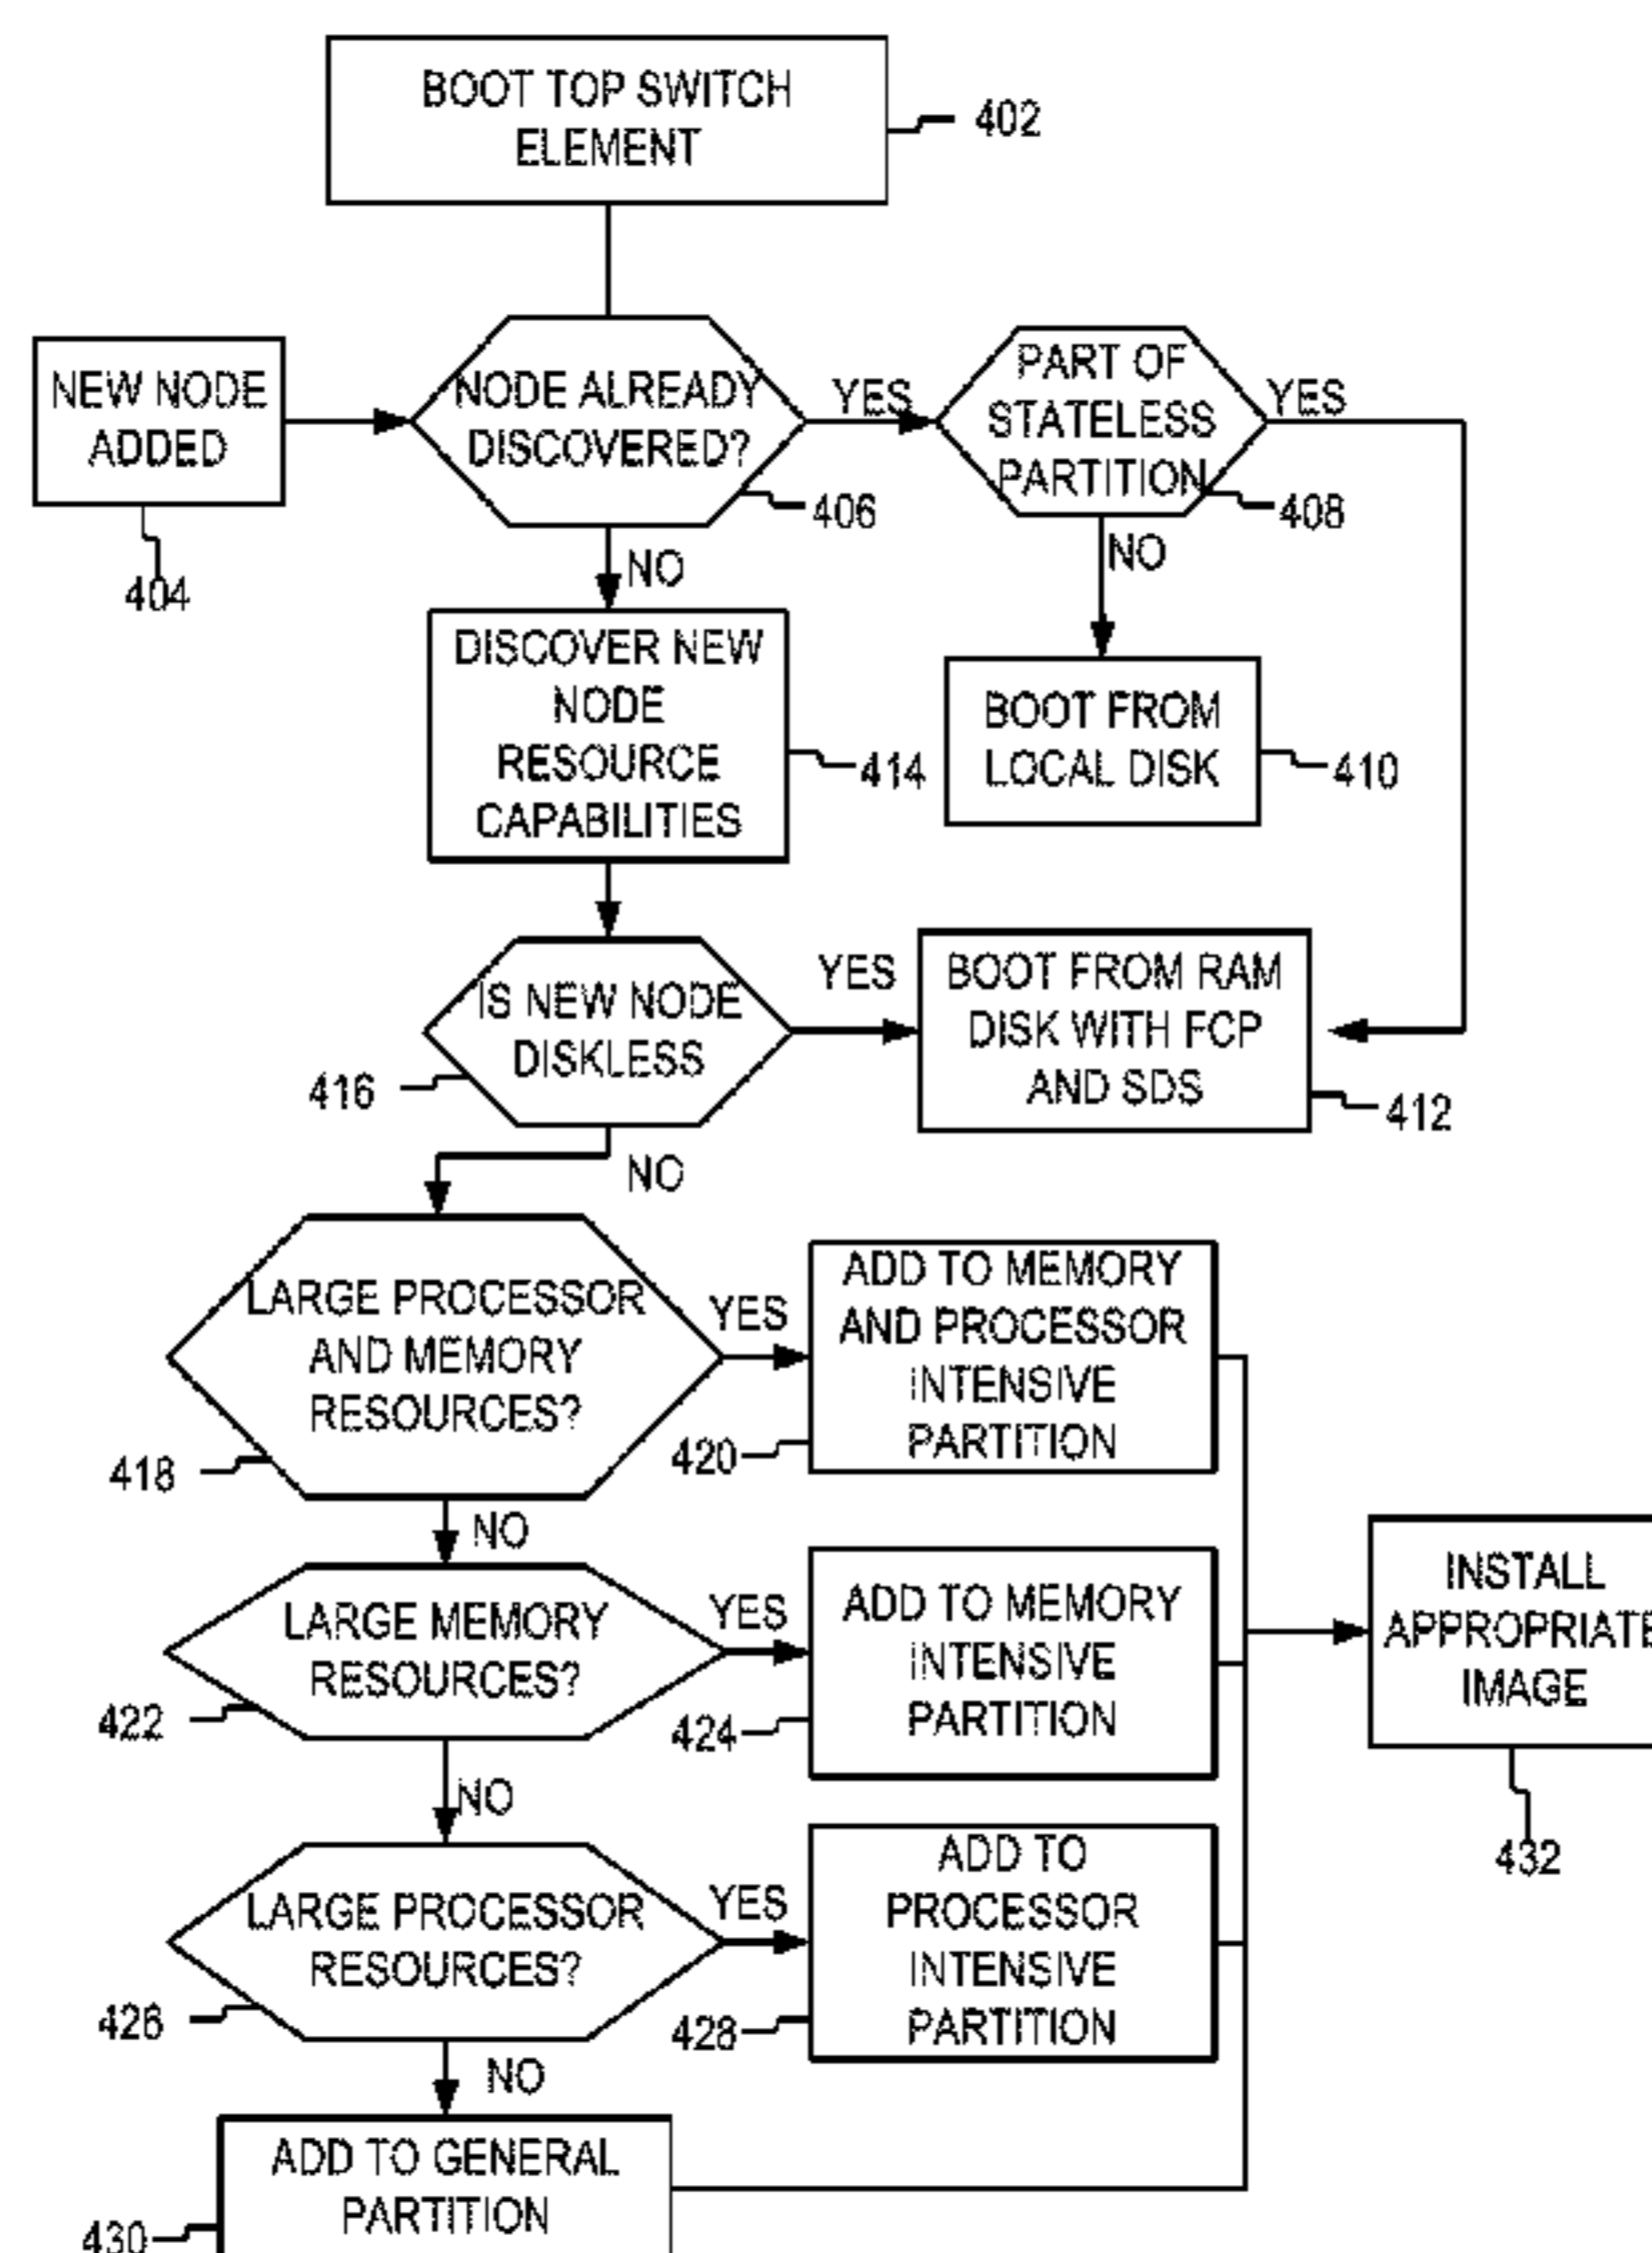 BOOT TOP SWITCH
ELEMENT
402
NEW NODE
ADDED
404
NODE ALREADY
DISCOVERED?
406
YES
PART OF
STATELESS
PARTITION
408
YES
NO
NO
DISCOVER NEW
NODE
RESOURCE
CAPABILITIES
414
BOOT FROM
LOCAL DISK
410
IS NEW NODE
DISKLESS
416
YES
BOOT FROM RAM
DISK WITH FCP
AND SDS
412
NO
LARGE PROCESSOR
AND MEMORY
RESOURCES?
418
YES
ADD TO MEMORY
AND PROCESSOR
INTENSIVE
PARTITION
420
NO
LARGE MEMORY
RESOURCES?
422
YES
ADD TO MEMORY
INTENSIVE
PARTITION
424
INSTALL
APPROPRIATE
IMAGE
432
NO
LARGE PROCESSOR
RESOURCES?
426
YES
ADD TO
PROCESSOR
INTENSIVE
PARTITION
428
NO
ADD TO GENERAL
PARTITION
430